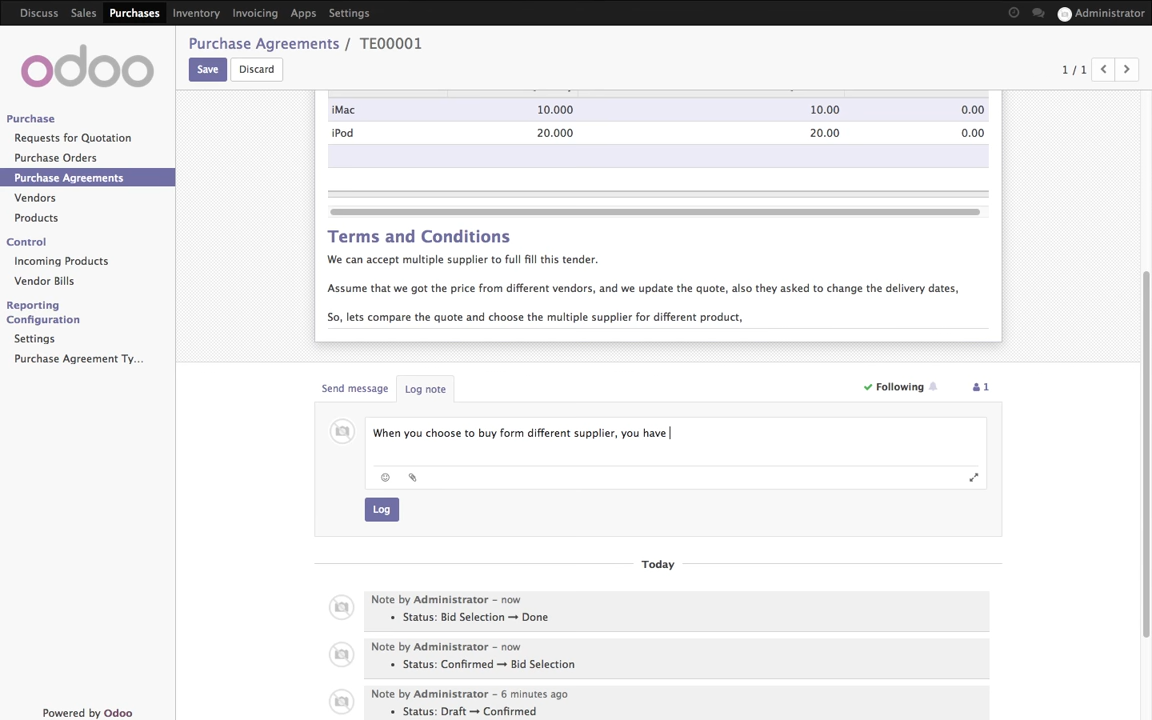 Discuss Sales Purchases Inventory Invoicing Apps Settings Administrator
odoo
Purchase Agreements / TE00001
Save Discard 1 / 1
Purchase
Requests for Quotation
Purchase Orders
Purchase Agreements
Vendors
Products
Control
Incoming Products
Vendor Bills
Reporting
Configuration
Settings
Purchase Agreement Ty...
Powered by Odoo
iMac 10.000 10.00 0.00
iPod 20.000 20.00 0.00
Terms and Conditions
We can accept multiple supplier to full fill this tender.
Assume that we got the price from different vendors, and we update the quote, also they asked to change the delivery dates,
So, lets compare the quote and choose the multiple supplier for different product,
Send message Log note Following 1
When you choose to buy form different supplier, you have
Log
Today
Note by Administrator - now
• Status: Bid Selection → Done
Note by Administrator - now
• Status: Confirmed → Bid Selection
Note by Administrator - 6 minutes ago
• Status: Draft → Confirmed